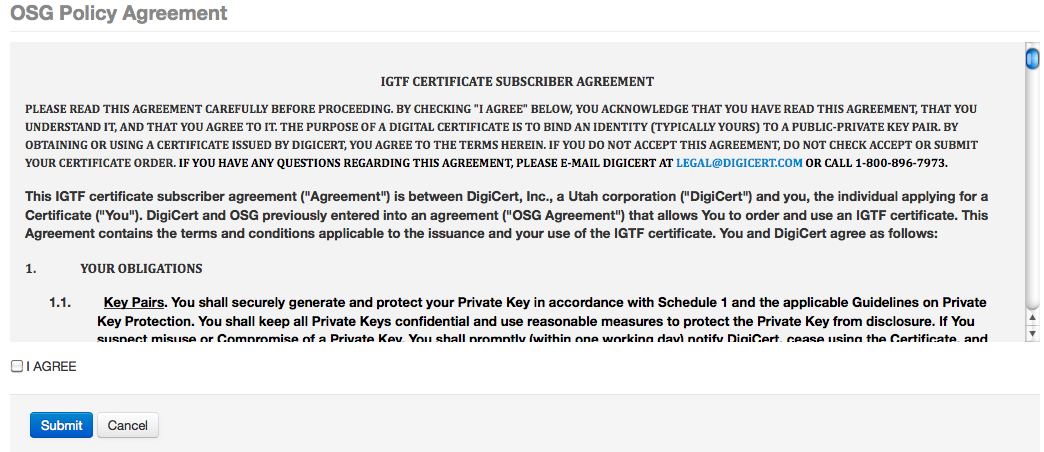 OSG Policy Agreement
IGTF CERTIFICATE SUBSCRIBER AGREEMENT
PLEASE READ THIS AGREEMENT CAREFULLY BEFORE PROCEEDING. BY CHECKING "I AGREE" BELOW, YOU ACKNOWLEDGE THAT YOU HAVE READ THIS AGREEMENT, THAT YOU
UNDERSTAND IT, AND THAT YOU AGREE TO IT. THE PURPOSE OF A DIGITAL CERTIFICATE IS TO BIND AN IDENTITY (TYPICALLY YOURS) TO A PUBLIC-PRIVATE KEY PAIR. BY
OBTAINING OR USING A CERTIFICATE ISSUED BY DIGICERT, YOU AGREE TO THE TERMS HEREIN. IF YOU DO NOT ACCEPT THIS AGREEMENT, DO NOT CHECK ACCEPT OR SUBMIT
YOUR CERTIFICATE ORDER. IF YOU HAVE ANY QUESTIONS REGARDING THIS AGREEMENT, PLEASE E-MAIL DIGICERT AT LEGAL@DIGICERT.COM OR CALL 1-800-896-7973.
This IGTF certificate subscriber agreement ("Agreement") is between DigiCert, Inc., a Utah corporation ("DigiCert") and you, the individual applying for a
Certificate ("You"). DigiCert and OSG previously entered into an agreement ("OSG Agreement") that allows You to order and use an IGTF certificate. This
Agreement contains the terms and conditions applicable to the issuance and your use of the IGTF certificate. You and DigiCert agree as follows:
1. YOUR OBLIGATIONS
1.1. Key Pairs. You shall securely generate and protect your Private Key in accordance with Schedule 1 and the applicable Guidelines on Private
Key Protection. You shall keep all Private Keys confidential and use reasonable measures to protect the Private Key from disclosure. If You
suspect misuse or Compromise of a Private Key, You shall promptly (within one working day) notify DigiCert, cease using the Certificate, and
I AGREE
Submit Cancel